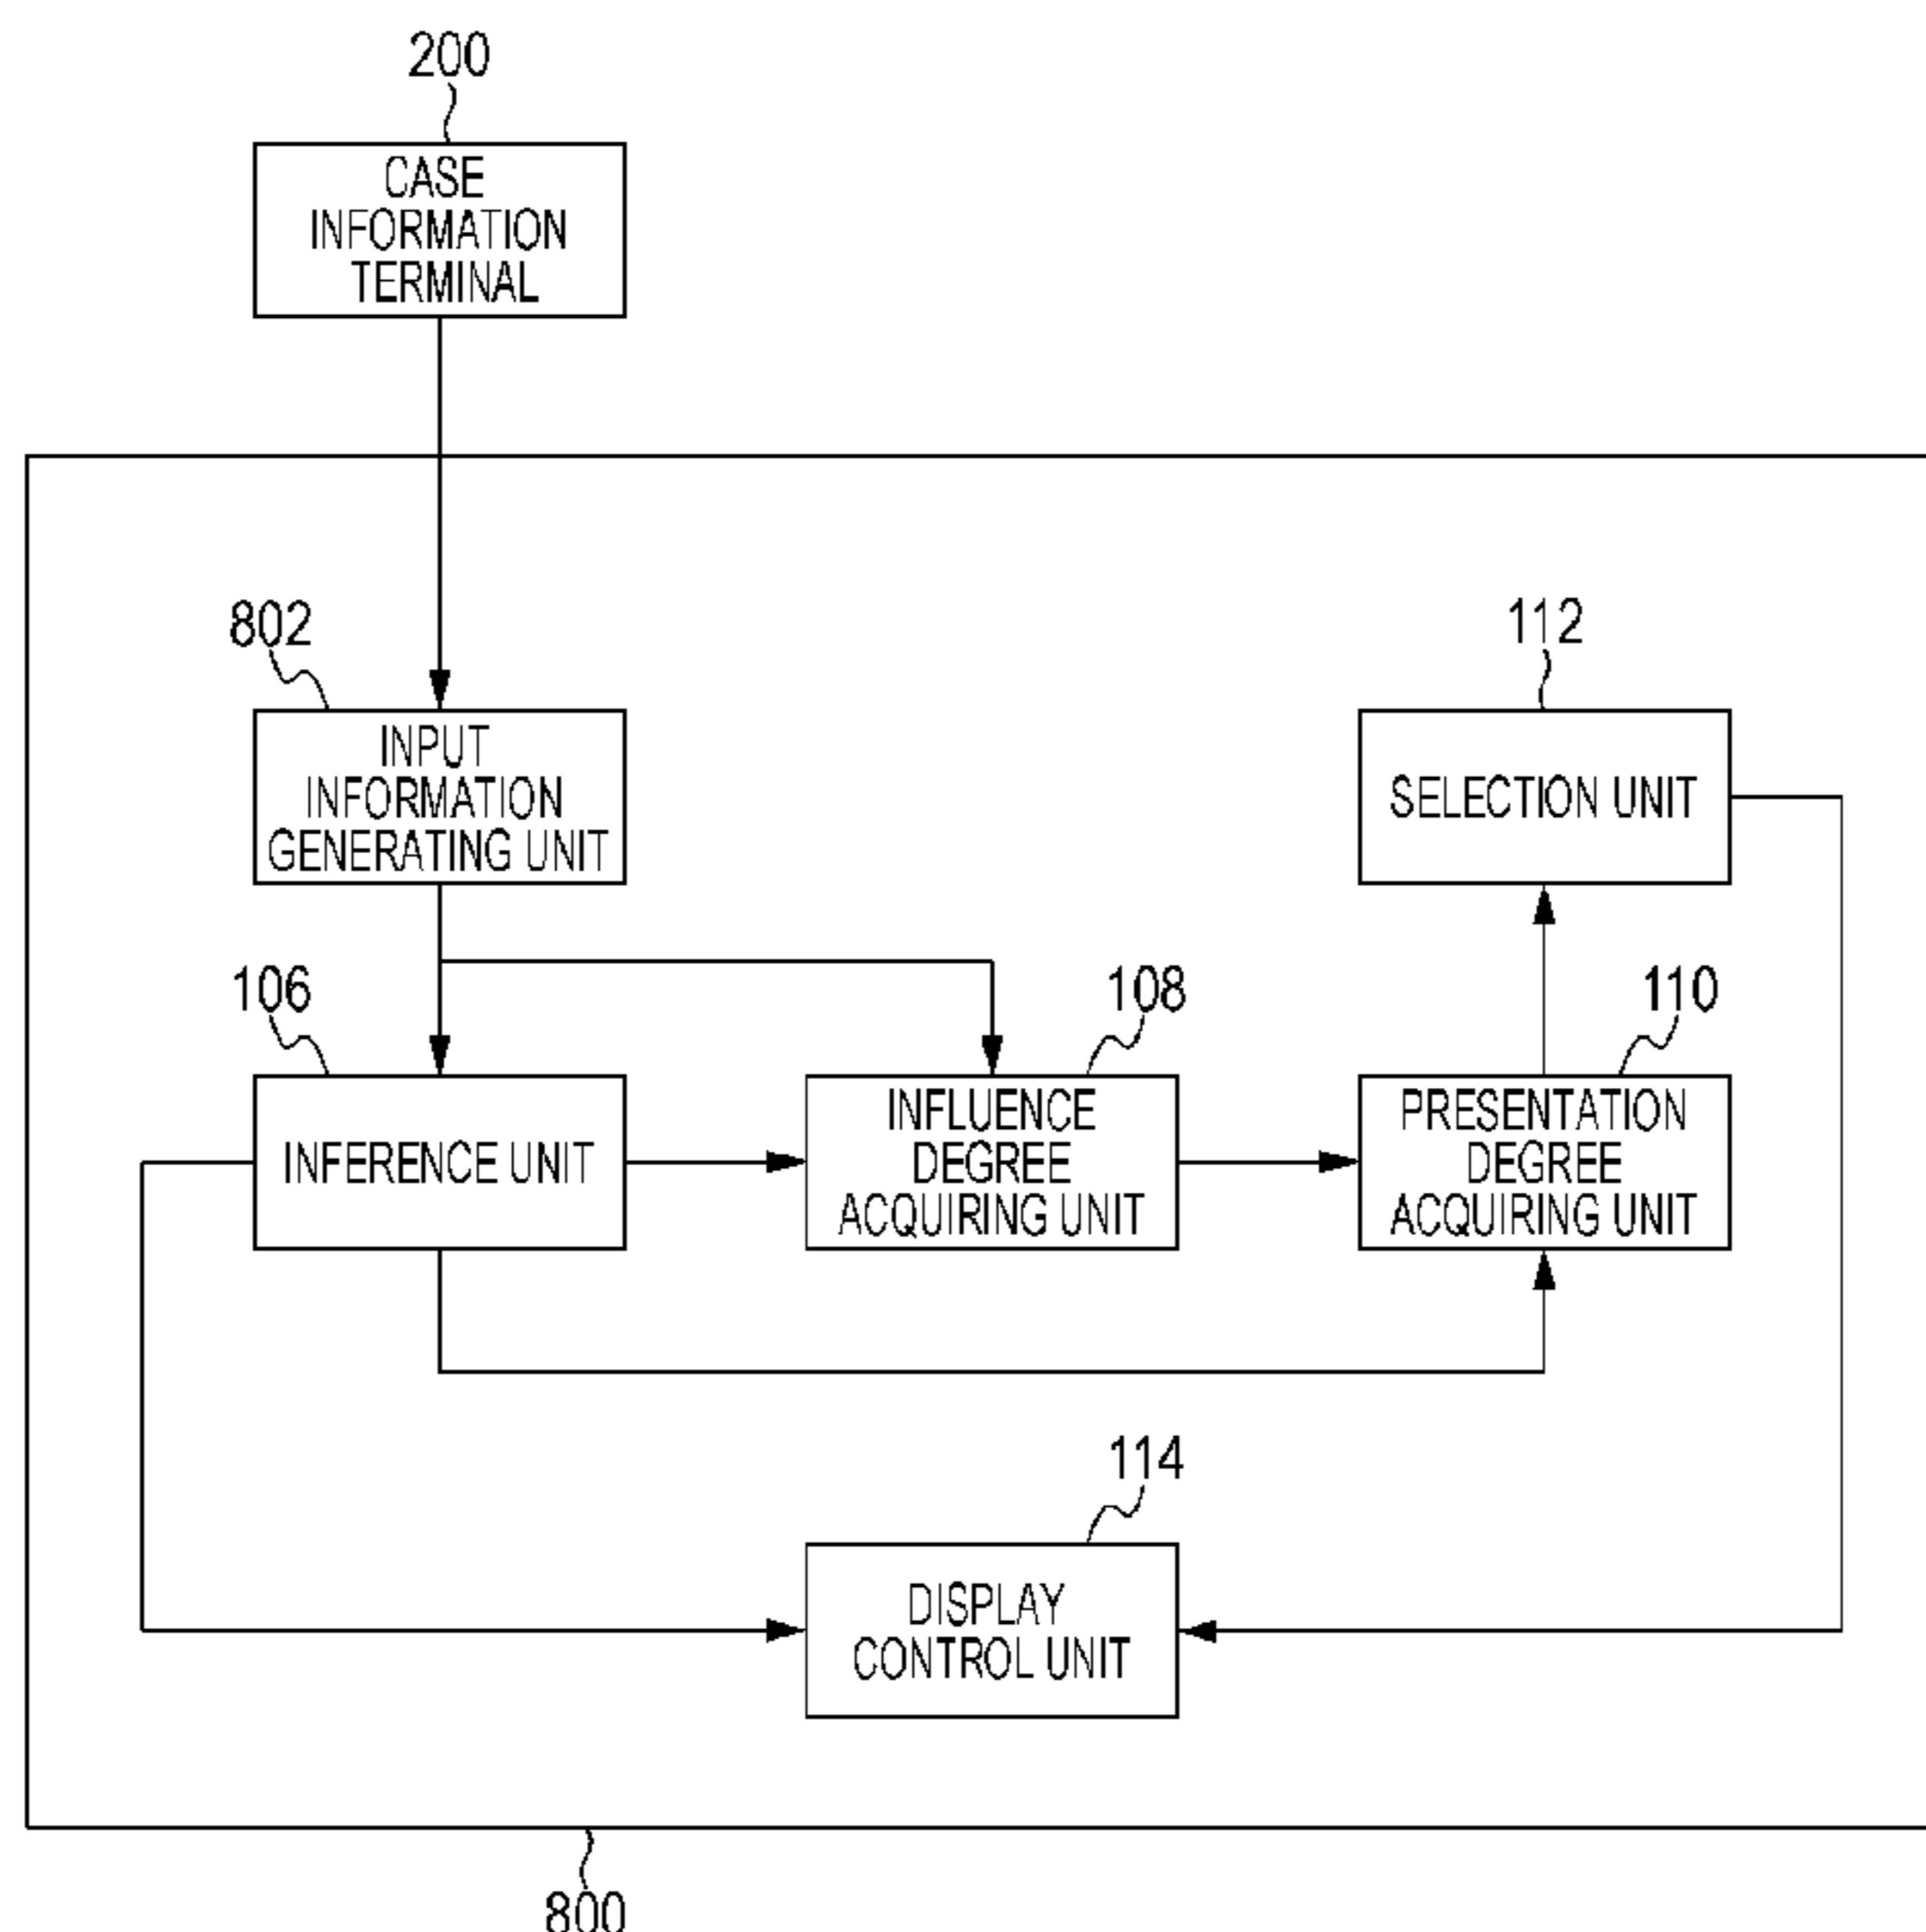 200
CASE
INFORMATION
TERMINAL
802
INPUT
INFORMATION
GENERATING UNIT
112
SELECTION UNIT
106
INFERENCE UNIT
108
INFLUENCE
DEGREE
ACQUIRING UNIT
110
PRESENTATION
DEGREE
ACQUIRING UNIT
114
DISPLAY
CONTROL UNIT
800